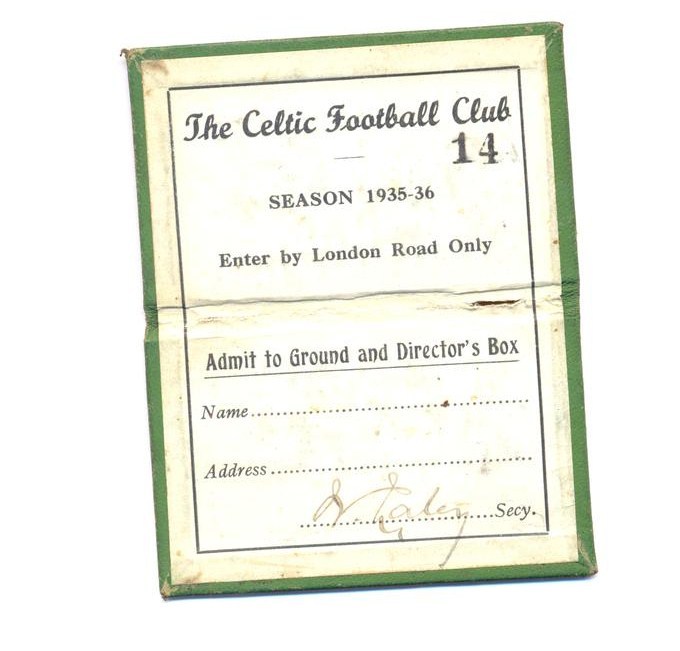 The Celtic Football Club
14
SEASON 1935-36
Enter by London Road Only
Admit to Ground and Director's Box
Name
Address
Secy.